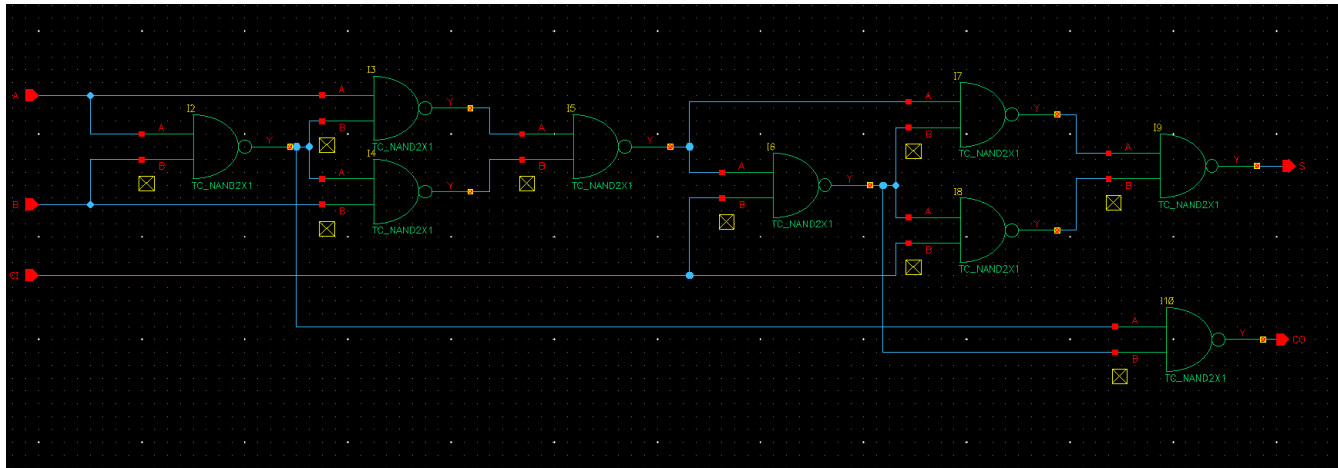 I3
I7
A
A
Y
A
Y
I2
I5
I9
A
B
A
B
A
Y
TC_NAND2X1
I6
TC_NAND2X1
Y
I4
Y
A
Y
S
B
A
B
B
I8
B
TC_NAND2X1
Y
TC_NAND2X1
B
A
Y
TC_NAND2X1
B
B
TC_NAND2X1
TC_NAND2X1
B
CI
TC_NAND2X1
I10
A
Y
CO
B
TC_NAND2X1